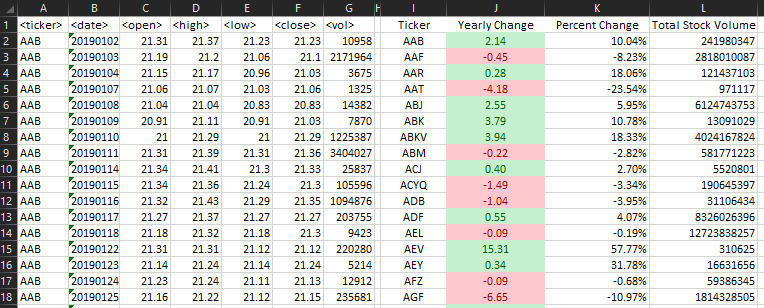 A B C D E F G H I J K L
1 <ticker> <date> <open> <high> <low> <close> <vol> Ticker Yearly Change Percent Change Total Stock Volume
2 AAB 20190102 21.31 21.37 21.23 21.23 10958 AAB 2.14 10.04% 241980347
3 AAB 20190103 21.19 21.2 21.06 21.1 2171964 AAF -0.45 -8.23% 2818010087
4 AAB 20190104 21.15 21.17 20.96 21.03 3675 AAR 0.28 18.06% 121437103
5 AAB 20190107 21.06 21.07 21.03 21.06 1325 AAT -4.18 -23.54% 971117
6 AAB 20190108 21.04 21.04 20.83 20.83 14382 ABJ 2.55 5.95% 6124743753
7 AAB 20190109 20.91 21.11 20.91 21.03 7870 ABK 3.79 10.78% 13091029
8 AAB 20190110 21 21.29 21 21.29 1225387 ABKV 3.94 18.33% 4024167824
9 AAB 20190111 21.31 21.39 21.31 21.36 3404027 ABM -0.22 -2.82% 581771223
10 AAB 20190114 21.34 21.41 21.3 21.33 25837 ACJ 0.40 2.70% 5520801
11 AAB 20190115 21.34 21.36 21.24 21.3 105596 ACYQ -1.49 -3.34% 190645397
12 AAB 20190116 21.32 21.43 21.29 21.35 1094876 ADB -1.04 -3.95% 31106434
13 AAB 20190117 21.27 21.37 21.27 21.27 203755 ADF 0.55 4.07% 8326026396
14 AAB 20190118 21.18 21.32 21.18 21.3 9423 AEL -0.09 -0.19% 12723838257
15 AAB 20190122 21.31 21.31 21.12 21.12 220280 AEV 15.31 57.77% 310625
16 AAB 20190123 21.14 21.24 21.14 21.24 5214 AEY 0.34 31.78% 16631656
17 AAB 20190124 21.23 21.24 21.11 21.13 12912 AFZ -0.09 -0.68% 59386345
18 AAB 20190125 21.16 21.22 21.12 21.15 235681 AGF -6.65 -10.97% 1814328505